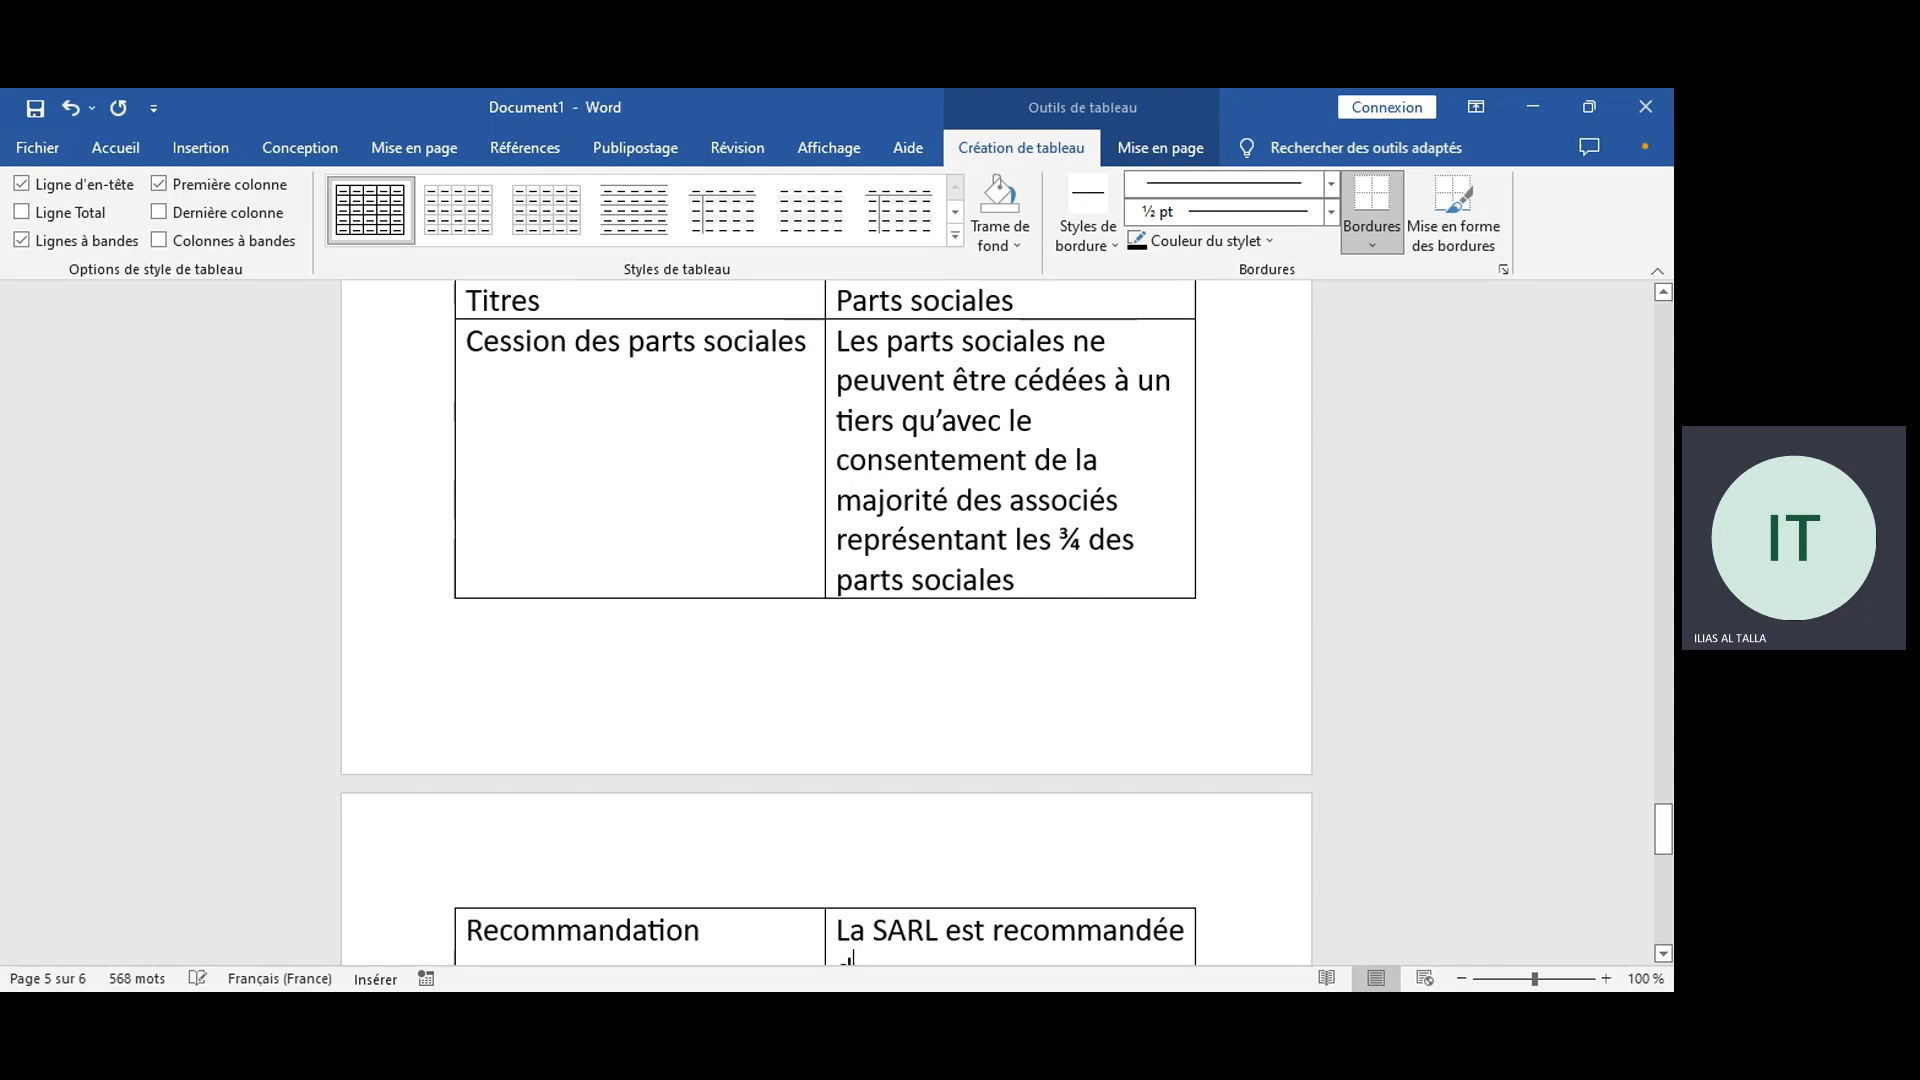 Document1 - Word
Outils de tableau
Connexion
Fichier
Accueil
Insertion
Conception
Mise en page
Références
Publipostage
Révision
Affichage
Aide
Création de tableau
Mise en page
Rechercher des outils adaptés
Ligne d'en-tête
Première colonne
Ligne Total
Dernière colonne
Lignes à bandes
Colonnes à bandes
Options de style de tableau
Styles de tableau
Trame de
fond
Styles de
bordure
½ pt
Couleur du stylet
Bordures
Mise en forme
des bordures
Bordures
Titres
Parts sociales
Cession des parts sociales
Les parts sociales ne
peuvent être cédées à un
tiers qu'avec le
consentement de la
majorité des associés
représentant les ¾ des
parts sociales
Recommandation
La SARL est recommandée
d
IT
ILIAS AL TALLA
Page 5 sur 6
568 mots
Français (France)
Insérer
100 %